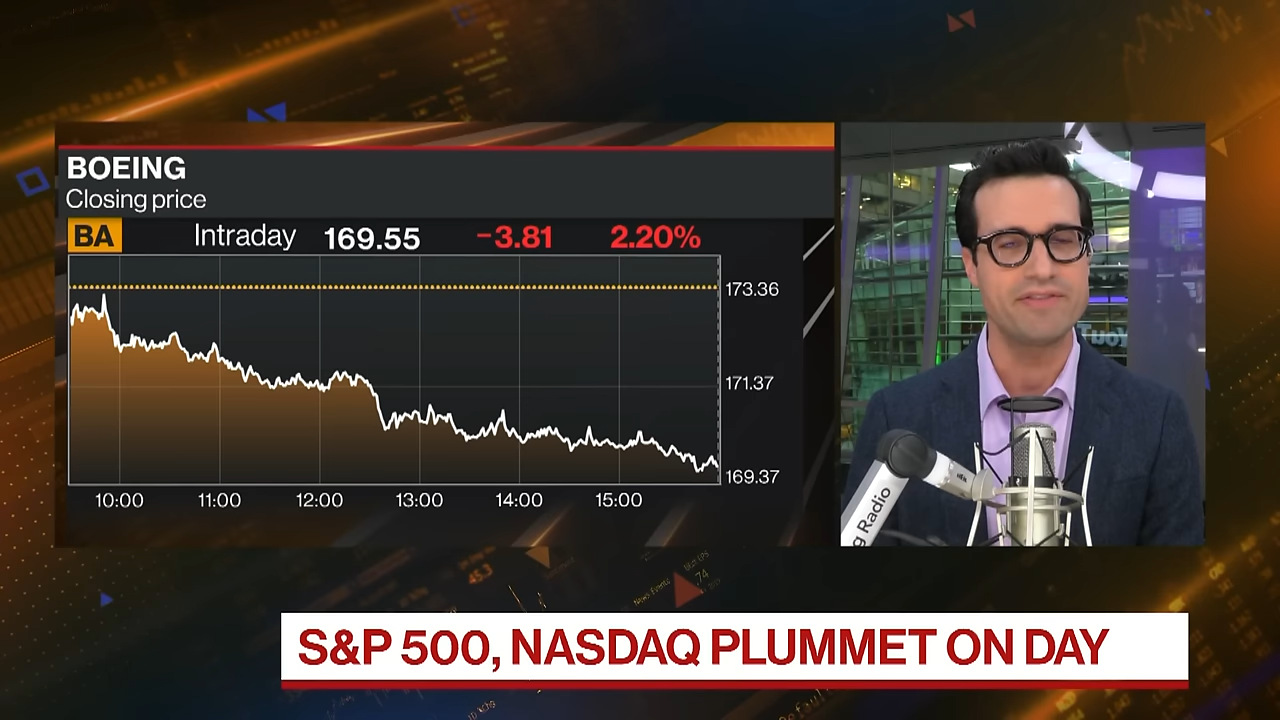 BOEING
Closing price
BA Intraday 169.55 −3.81 2.20%
173.36
171.37
169.37
10:00 11:00 12:00 13:00 14:00 15:00
g Radio
S&P 500, NASDAQ PLUMMET ON DAY